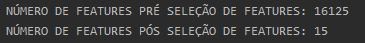 NÚMERO DE FEATURES PRÉ SELEÇÃO DE FEATURES: 16125
NÚMERO DE FEATURES PÓS SELEÇÃO DE FEATURES: 15